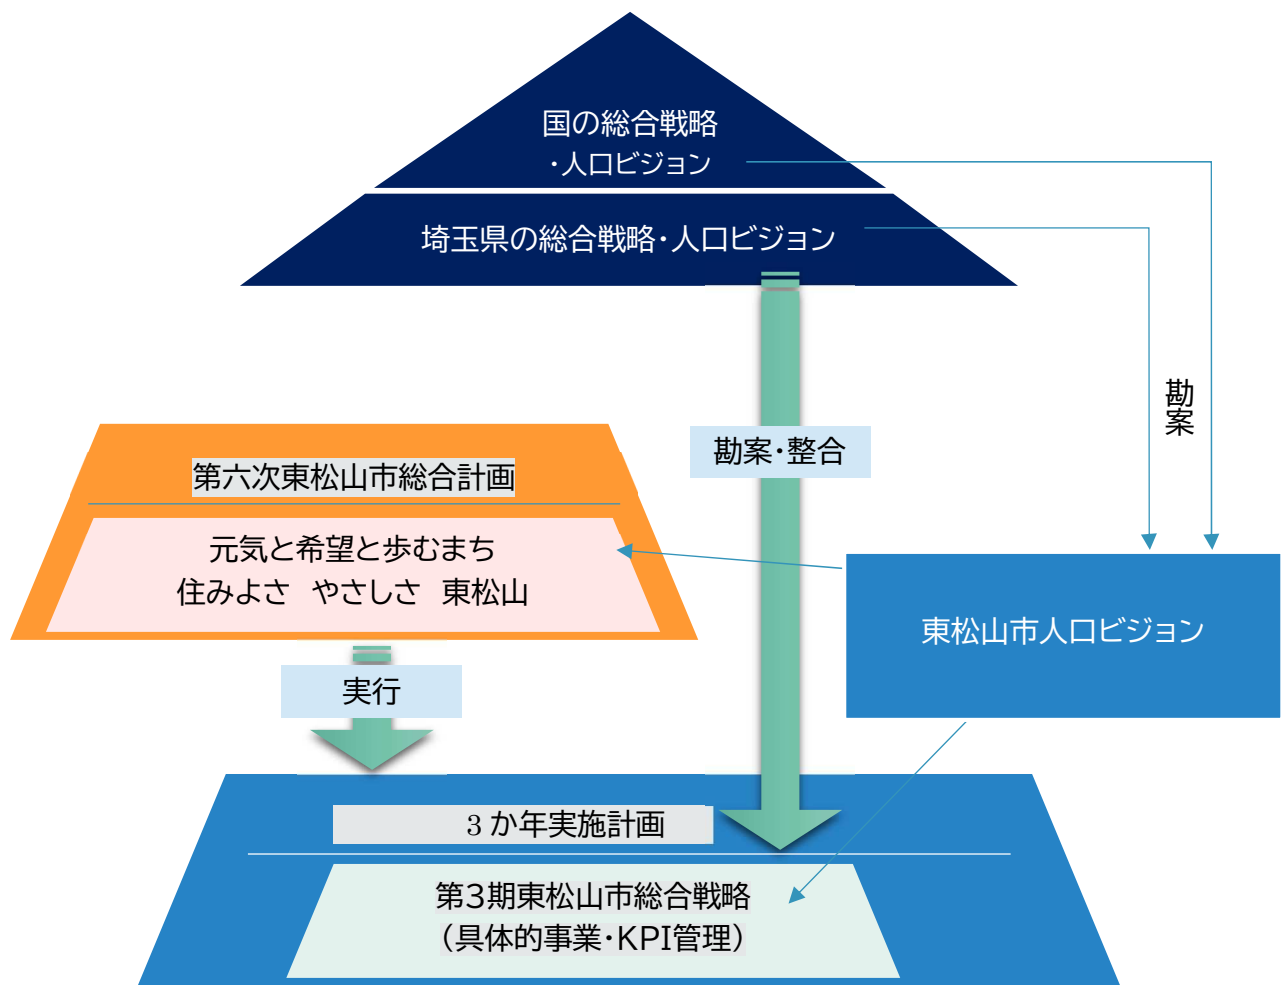 国の総合戦略
・人口ビジョン
埼玉県の総合戦略・人口ビジョン
勘案
勘案・整合
第六次東松山市総合計画
元気と希望と歩むまち
住みよさ　やさしさ　東松山
東松山市人口ビジョン
実行
3か年実施計画
第3期東松山市総合戦略
（具体的事業・KPI管理）